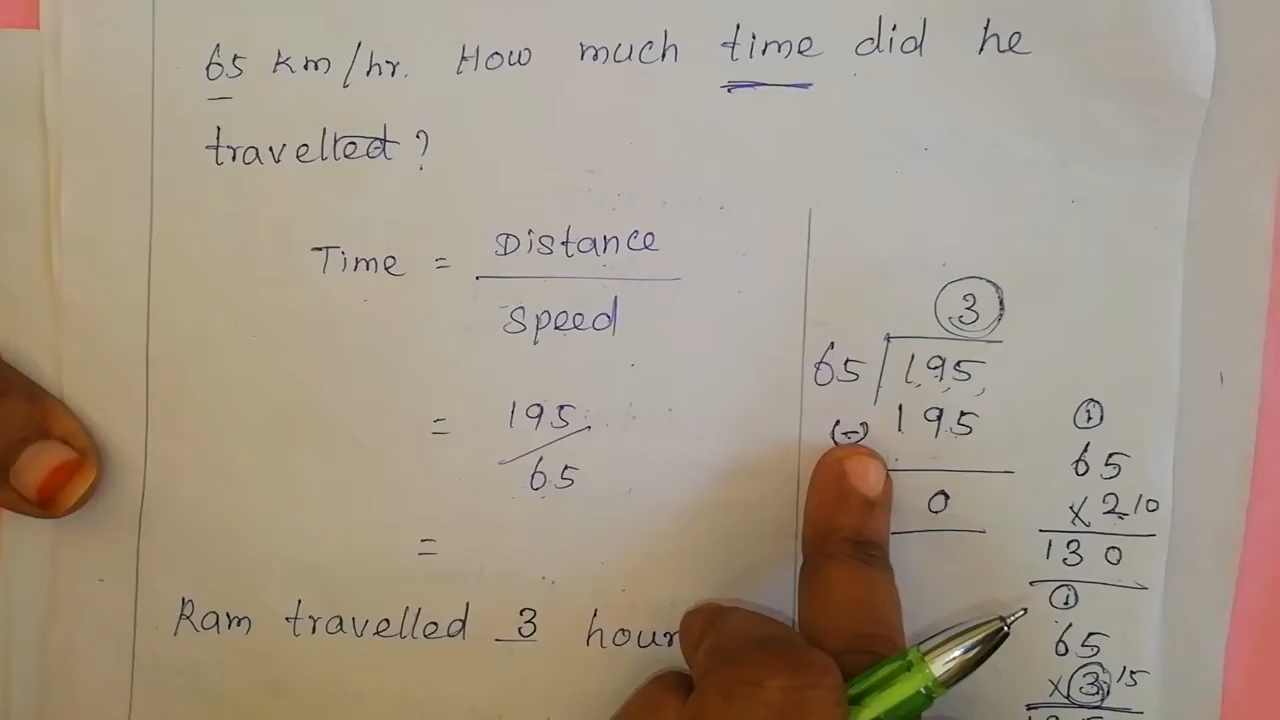 65 km/hr. How much time did he
travelled ?
Time = Distance
Speed
= 195
65
=
Ram travelled 3 hour
3
65 195
(-) 195
0
1
65
x 2 10
130
1
65
x 3 15